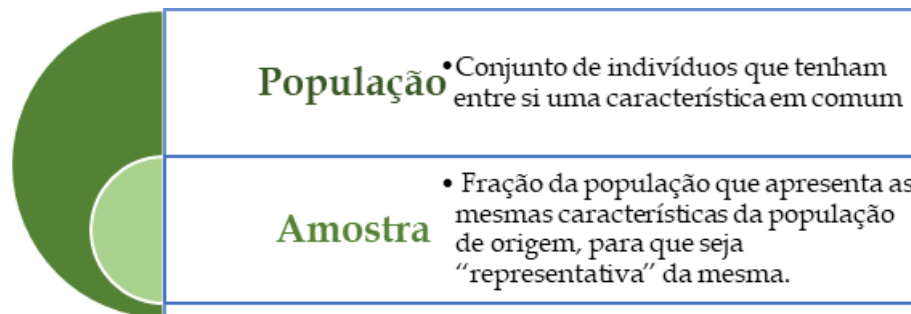 População
•Conjunto de indivíduos que tenham
entre si uma característica em comum
Amostra
• Fração da população que apresenta as
mesmas características da população
de origem, para que seja
“representativa” da mesma.